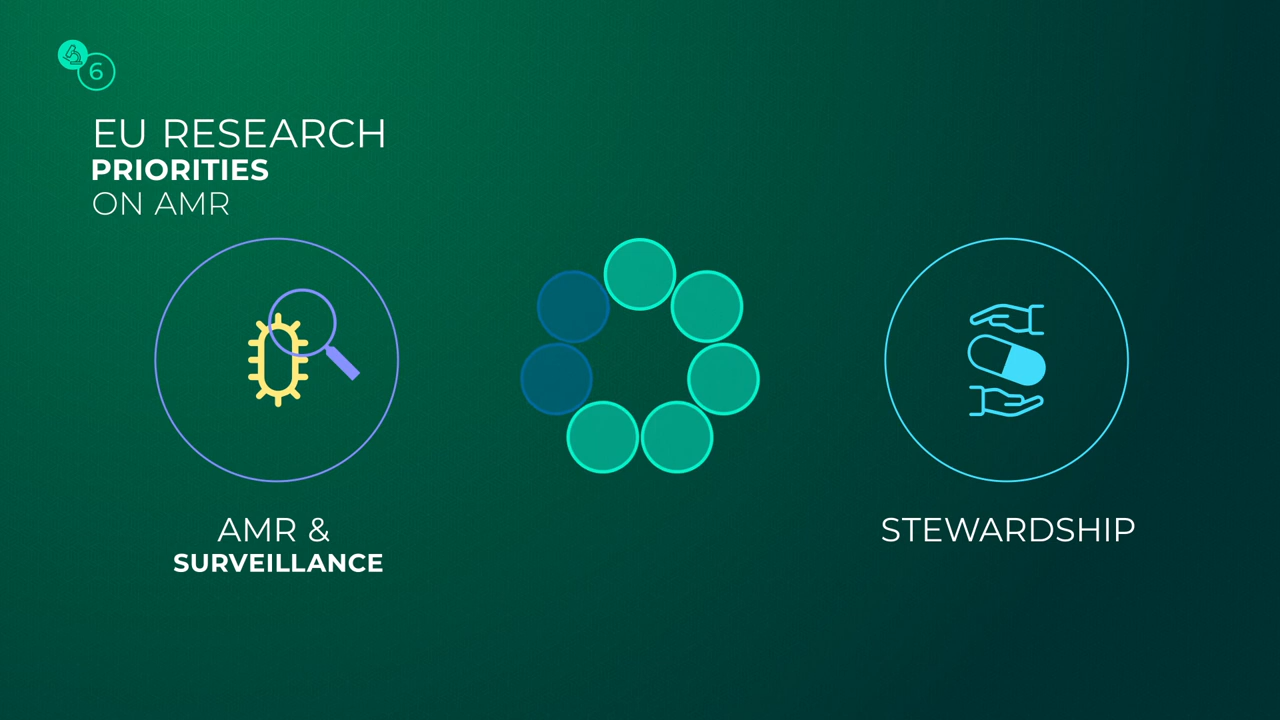 6
EU RESEARCH
PRIORITIES
ON AMR
AMR &
SURVEILLANCE
STEWARDSHIP